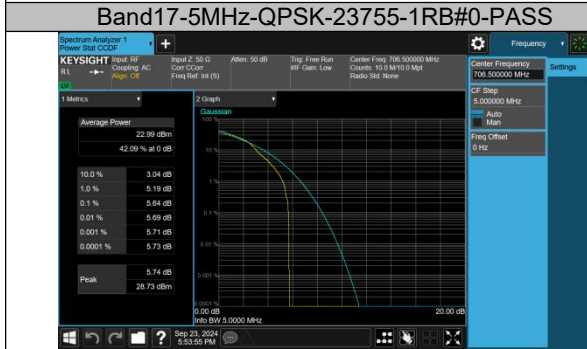 Band17-5MHz-QPSK-23755-1RB#0-PASS
Spectrum Analyzer 1
Power Stat CCDF
+
Frequency
KEYSIGHT
RL
Input: RF
Coupling: AC
Align: Off
Input Z: 50 Ω
Corr CCorr
Freq Ref: Int (S)
Atten: 50 dB
Trig: Free Run
#IF Gain: Low
Center Freq: 706.500000 MHz
Counts: 10.0 M/10.0 Mpt
Radio Std: None
Center Frequency
706.500000 MHz
Settings
CF Step
5.000000 MHz
Auto
Man
Freq Offset
0 Hz
1 Metrics
Average Power
22.99 dBm
42.09 % at 0 dB
10.0 % 3.04 dB
1.0 % 5.19 dB
0.1 % 5.64 dB
0.01 % 5.69 dB
0.001 % 5.71 dB
0.0001 % 5.73 dB
Peak
5.74 dB
28.73 dBm
2 Graph
Gaussian
100 %
10 %
1 %
0.1 %
0.01 %
0.001 %
0.0001 %
0.00 dB 20.00 dB
Info BW 5.0000 MHz
?
Sep 23, 2024
5:53:55 PM